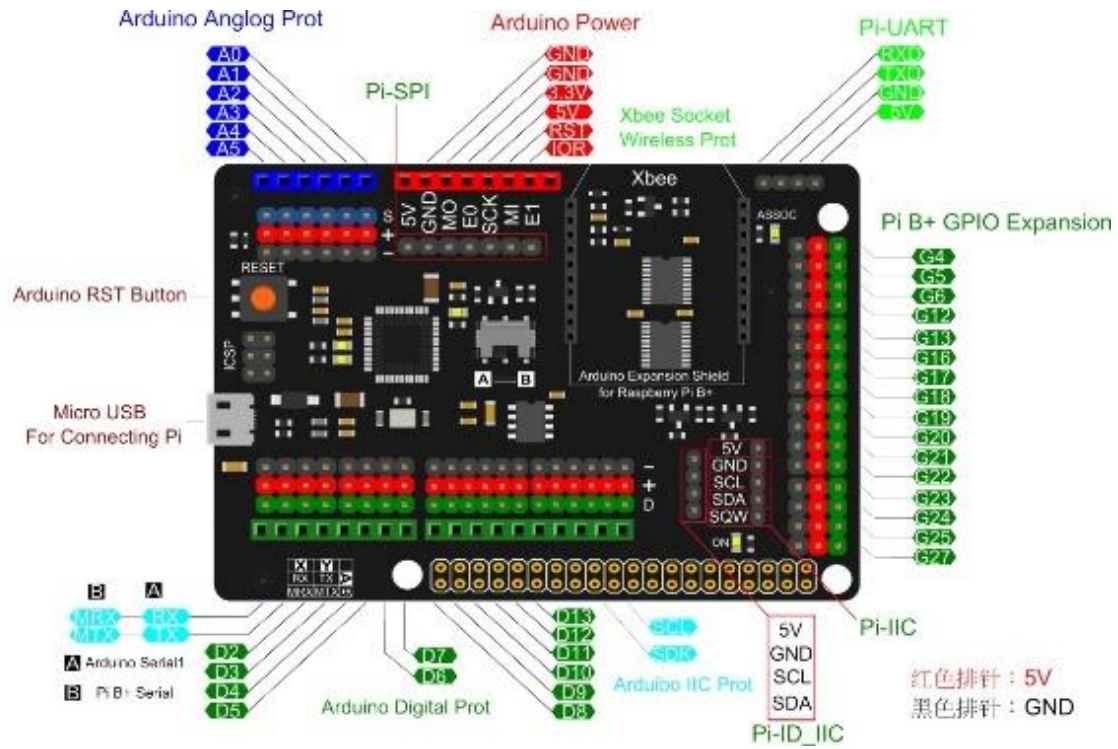 Arduino Anglog Prot
A0
A1
A2
A3
A4
A5
Arduino Power
GND
GND
3.3V
5V
RST
IOR
Pi-UART
RXD
TXD
GND
5V
Pi-SPI
Xbee Socket
Wireless Prot
Xbee
5V
GND
MO
E0
SCK
MI
E1
S
+
−
ASSOC
Pi B+ GPIO Expansion
G4
G5
G6
G12
G13
G16
G17
G18
G19
G20
G21
G22
G23
G24
G25
G27
RESET
Arduino RST Button
ICSP
A
B
Arduino Expansion Shield
for Raspberry Pi B+
Micro USB
For Connecting Pi
−
+
D
5V
GND
SCL
SDA
SQW
ON
X Y
RX TX
MRX MTX
B A
MRX RX
MTX TX
A Arduino Serial1
B Pi B+ Serial
D2
D3
D4
D5
D7
D6
Arduino Digital Prot
D13
D12
D11
D10
D9
D8
SCL
SDK
Arduibo IIC Prot
5V
GND
SCL
SDA
Pi-ID_IIC
Pi-IIC
红色排针：5V
黑色排针：GND